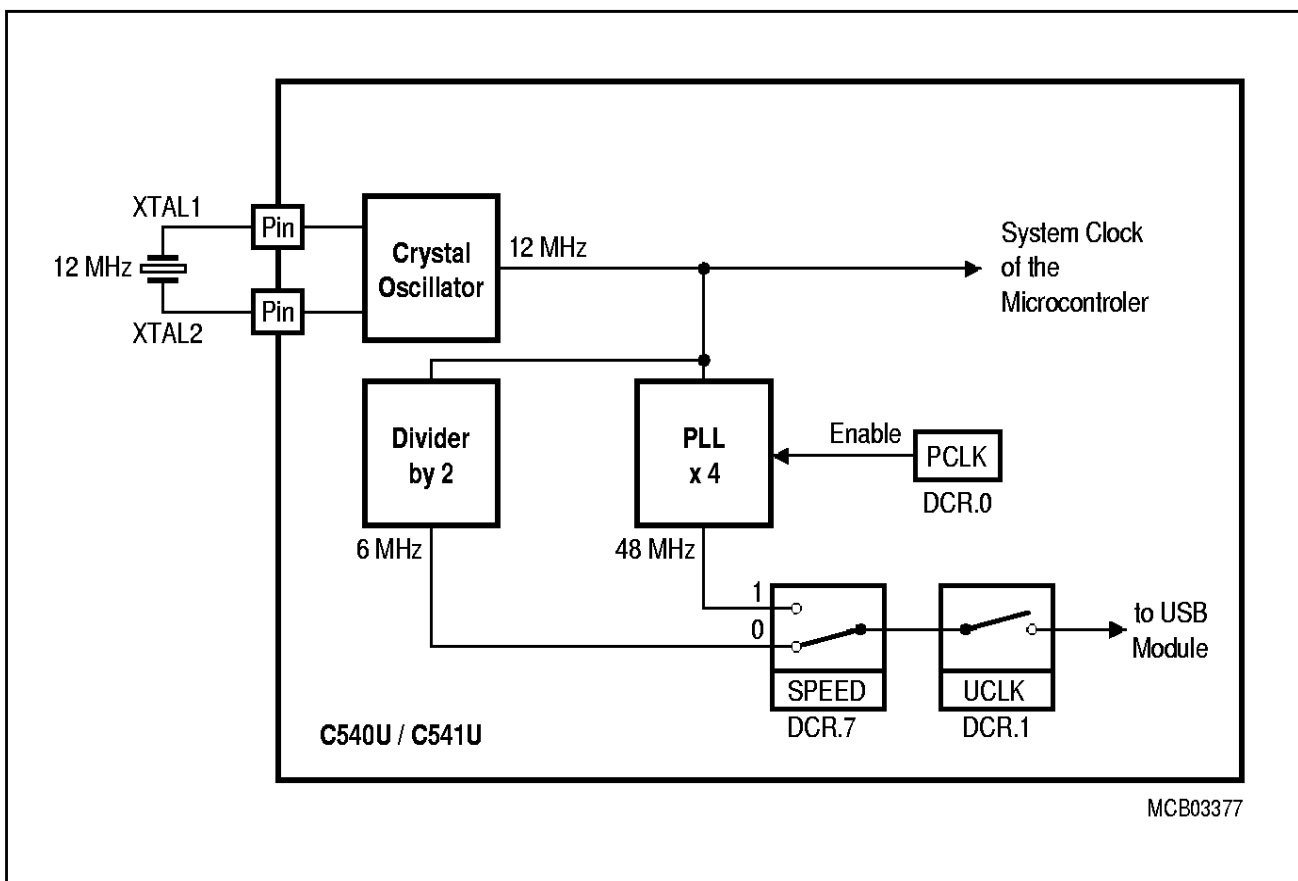 XTAL1
Pin
12 MHz
Pin
XTAL2
Crystal
Oscillator
12 MHz
System Clock
of the
Microcontroler
Divider
by 2
PLL
x 4
Enable
PCLK
DCR.0
6 MHz
48 MHz
1
0
SPEED
DCR.7
UCLK
DCR.1
to USB
Module
C540U / C541U
MCB03377